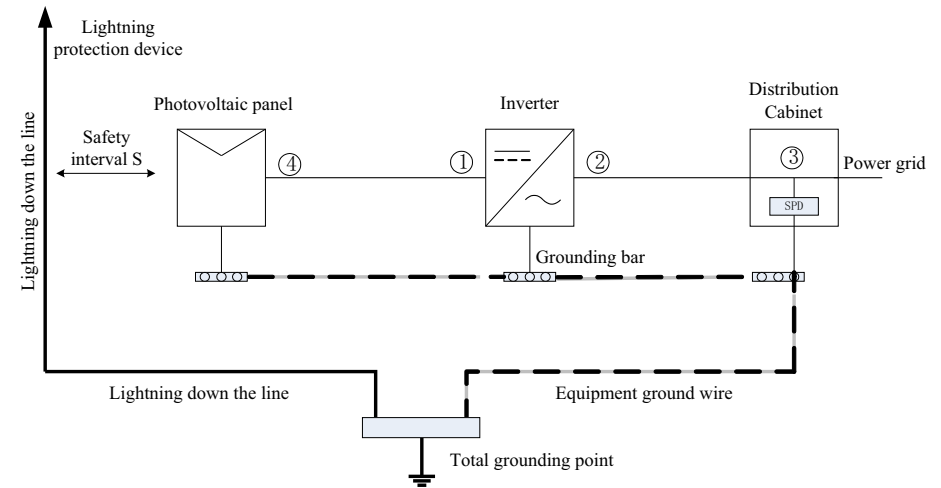 Lightning
protection device
Lightning down the line
Safety
interval S
Photovoltaic panel
Inverter
Distribution
Cabinet
④
①
②
③
Power grid
SPD
Grounding bar
Lightning down the line
Equipment ground wire
Total grounding point